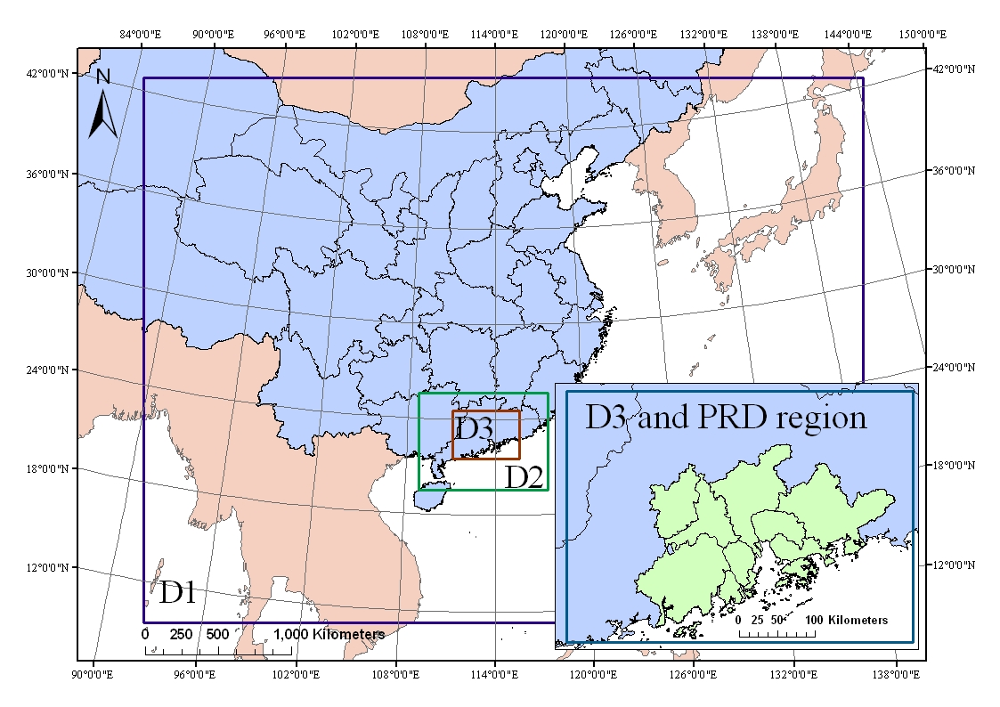 84°0'0"E 90°0'0"E 96°0'0"E 102°0'0"E 108°0'0"E 114°0'0"E 120°0'0"E 126°0'0"E 132°0'0"E 138°0'0"E 144°0'0"E 150°0'0"E
42°0'0"N 42°0'0"N
N
36°0'0"N 36°0'0"N
30°0'0"N 30°0'0"N
24°0'0"N 24°0'0"N
D3 and PRD region
D3
18°0'0"N 18°0'0"N
D2
12°0'0"N 12°0'0"N
D1
0 25 50 100 Kilometers
0 250 500 1,000 Kilometers
90°0'0"E 96°0'0"E 102°0'0"E 108°0'0"E 114°0'0"E 120°0'0"E 126°0'0"E 132°0'0"E 138°0'0"E